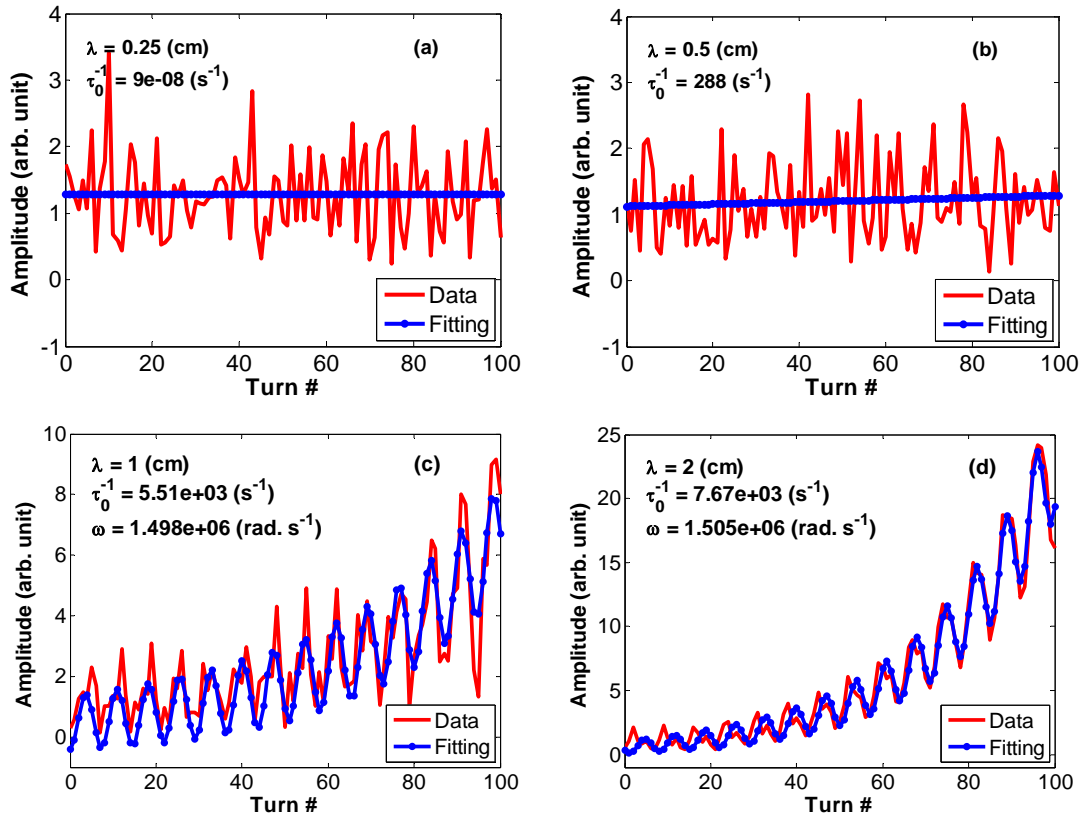 λ = 0.25 (cm)
τ₀⁻¹ = 9e-08 (s⁻¹)
(a)
Amplitude (arb. unit)
4
3
2
1
0
-1
0 20 40 60 80 100
Turn #
Data
Fitting
λ = 0.5 (cm)
τ₀⁻¹ = 288 (s⁻¹)
(b)
Amplitude (arb. unit)
4
3
2
1
0
-1
0 20 40 60 80 100
Turn #
Data
Fitting
λ = 1 (cm)
τ₀⁻¹ = 5.51e+03 (s⁻¹)
ω = 1.498e+06 (rad. s⁻¹)
(c)
Amplitude (arb. unit)
10
8
6
4
2
0
0 20 40 60 80 100
Turn #
Data
Fitting
λ = 2 (cm)
τ₀⁻¹ = 7.67e+03 (s⁻¹)
ω = 1.505e+06 (rad. s⁻¹)
(d)
Amplitude (arb. unit)
25
20
15
10
5
0
0 20 40 60 80 100
Turn #
Data
Fitting